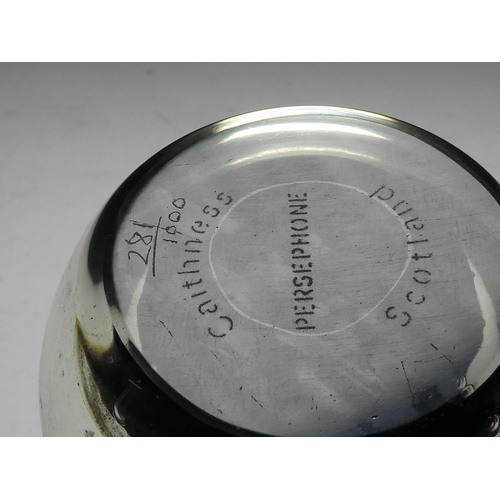 281
1000
Caithness
PERSEPHONE
Scotland